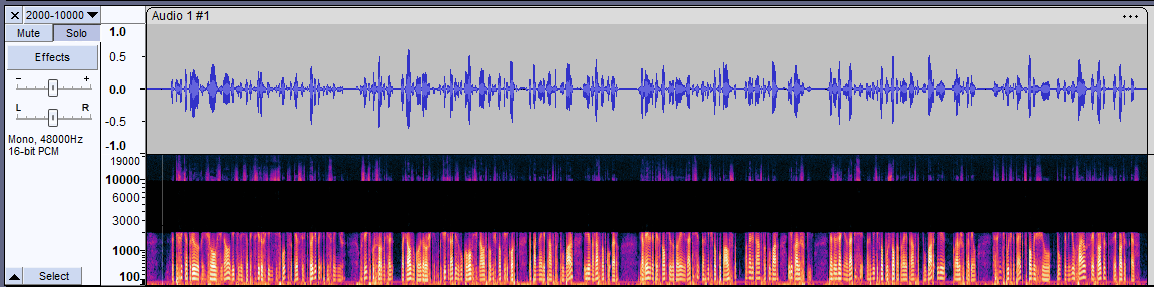 2000-10000
Audio 1 #1
Mute
Solo
Effects
-
+
L
R
Mono, 48000Hz
16-bit PCM
Select
1.0
0.5
0.0
-0.5
-1.0
19000
10000
6000
3000
1000
100